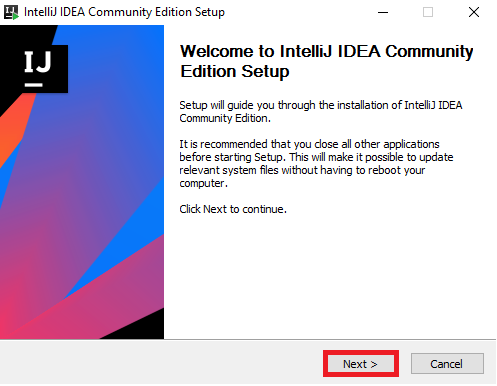 IntelliJ IDEA Community Edition Setup
IJ
Welcome to IntelliJ IDEA Community
Edition Setup
Setup will guide you through the installation of IntelliJ IDEA
Community Edition.
It is recommended that you close all other applications
before starting Setup. This will make it possible to update
relevant system files without having to reboot your
computer.
Click Next to continue.
Next >
Cancel